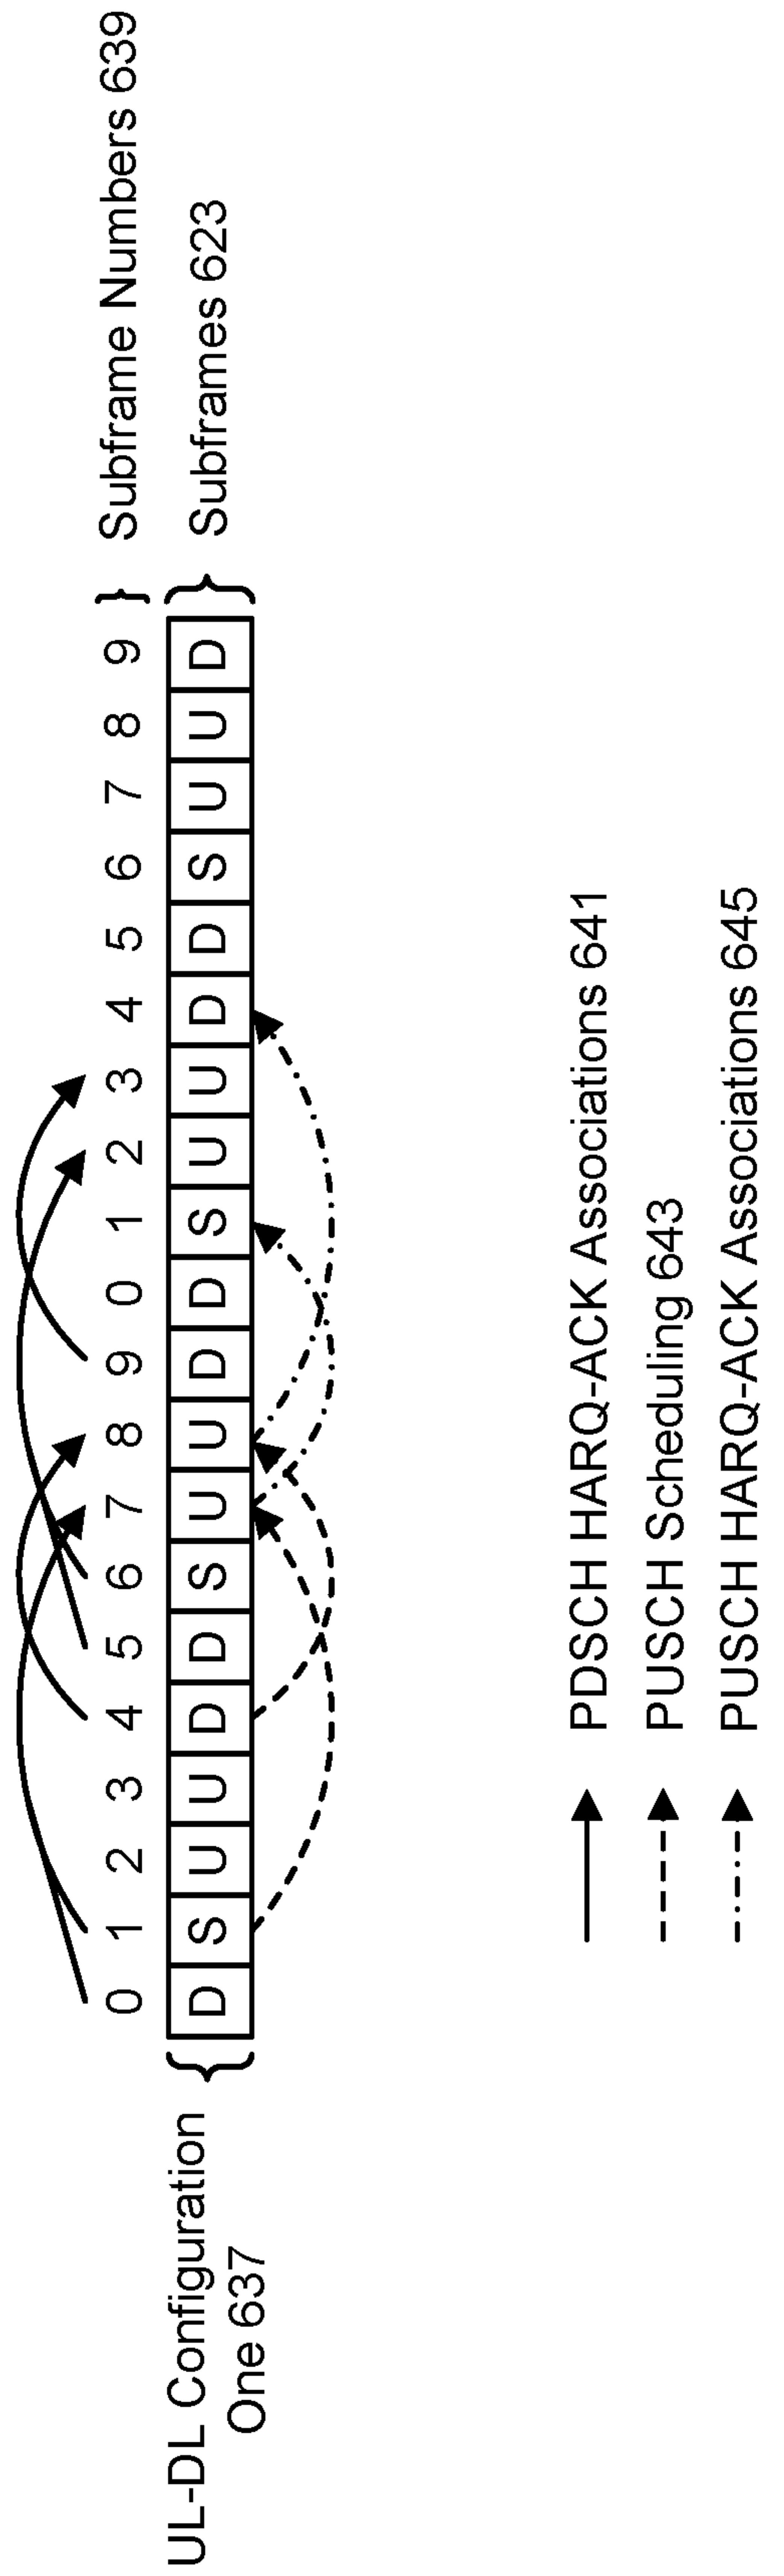 0 1 2 3 4 5 6 7 8 9 0 1 2 3 4 5 6 7 8 9 } Subframe Numbers 639
UL-DL Configuration
One 637
D S U U D D S U U D D S U U D D S U U D
Subframes 623
PDSCH HARQ-ACK Associations 641
PUSCH Scheduling 643
PUSCH HARQ-ACK Associations 645